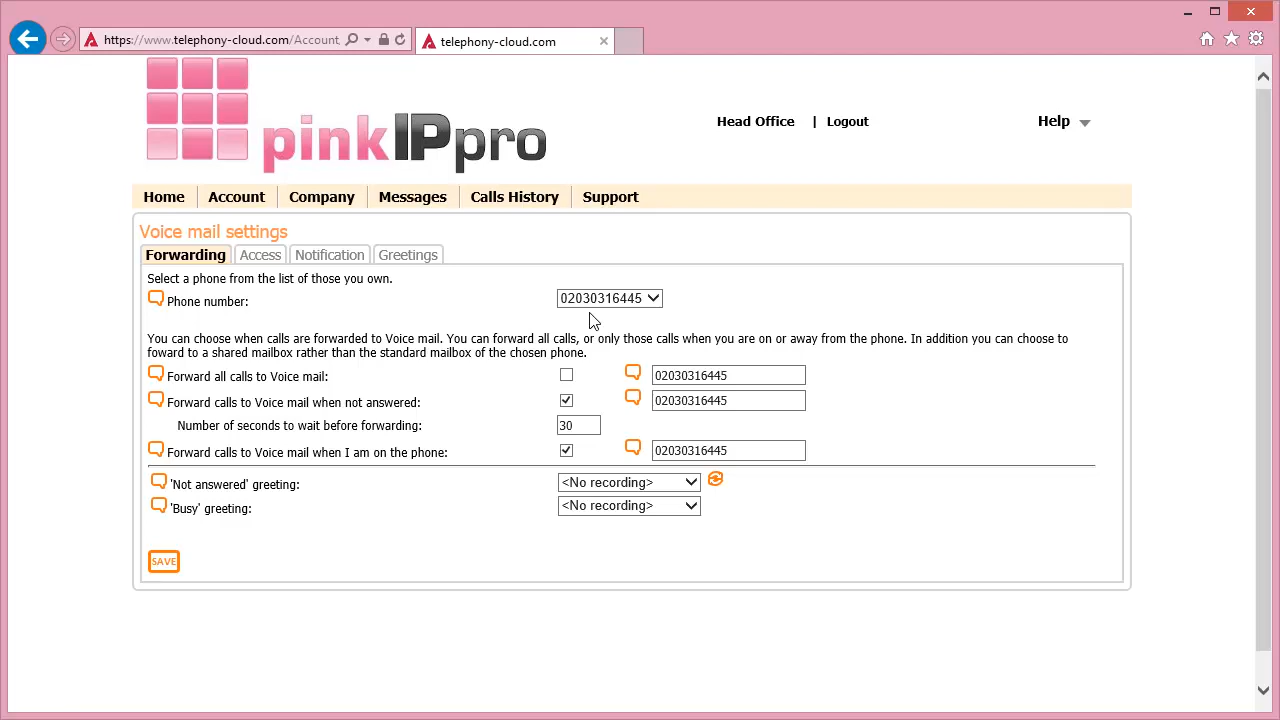 https://www.telephony-cloud.com/Account
telephony-cloud.com
pinkIPpro
Head Office | Logout
Help
Home Account Company Messages Calls History Support
Voice mail settings
Forwarding Access Notification Greetings
Select a phone from the list of those you own.
Phone number: 02030316445
You can choose when calls are forwarded to Voice mail. You can forward all calls, or only those calls when you are on or away from the phone. In addition you can choose to
foward to a shared mailbox rather than the standard mailbox of the chosen phone.
Forward all calls to Voice mail: 02030316445
Forward calls to Voice mail when not answered: 02030316445
Number of seconds to wait before forwarding: 30
Forward calls to Voice mail when I am on the phone: 02030316445
'Not answered' greeting: <No recording>
'Busy' greeting: <No recording>
SAVE